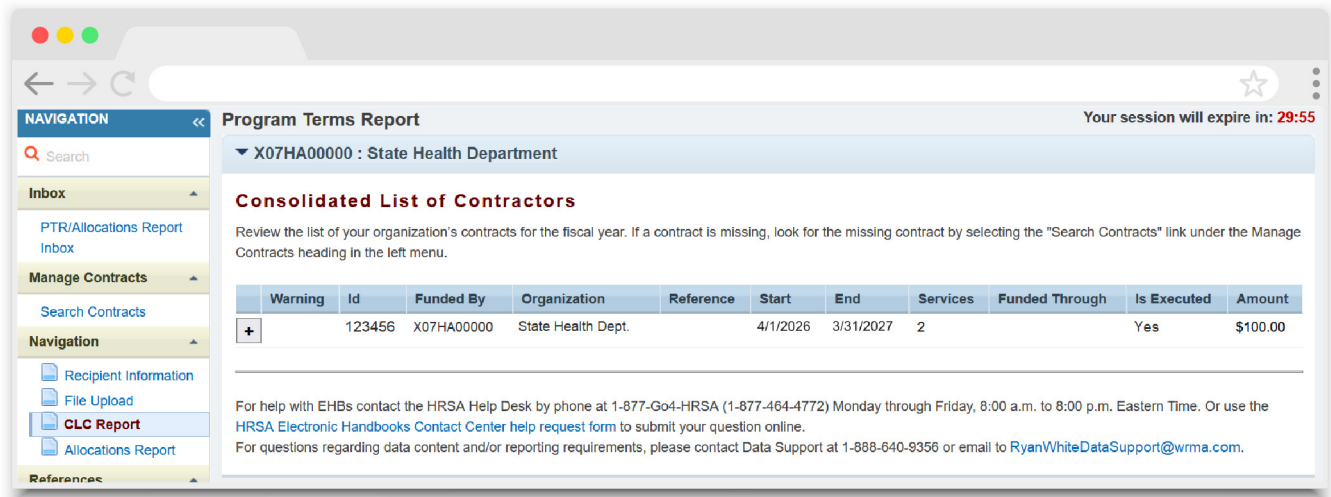 NAVIGATION «
Search
Inbox
PTR/Allocations Report
Inbox
Manage Contracts
Search Contracts
Navigation
Recipient Information
File Upload
CLC Report
Allocations Report
References
Program Terms Report
Your session will expire in: 29:55
X07HA00000 : State Health Department
Consolidated List of Contractors
Review the list of your organization's contracts for the fiscal year. If a contract is missing, look for the missing contract by selecting the "Search Contracts" link under the Manage
Contracts heading in the left menu.
Warning Id Funded By Organization Reference Start End Services Funded Through Is Executed Amount
+ 123456 X07HA00000 State Health Dept. 4/1/2026 3/31/2027 2 Yes $100.00
For help with EHBs contact the HRSA Help Desk by phone at 1-877-Go4-HRSA (1-877-464-4772) Monday through Friday, 8:00 a.m. to 8:00 p.m. Eastern Time. Or use the
HRSA Electronic Handbooks Contact Center help request form to submit your question online.
For questions regarding data content and/or reporting requirements, please contact Data Support at 1-888-640-9356 or email to RyanWhiteDataSupport@wrma.com.